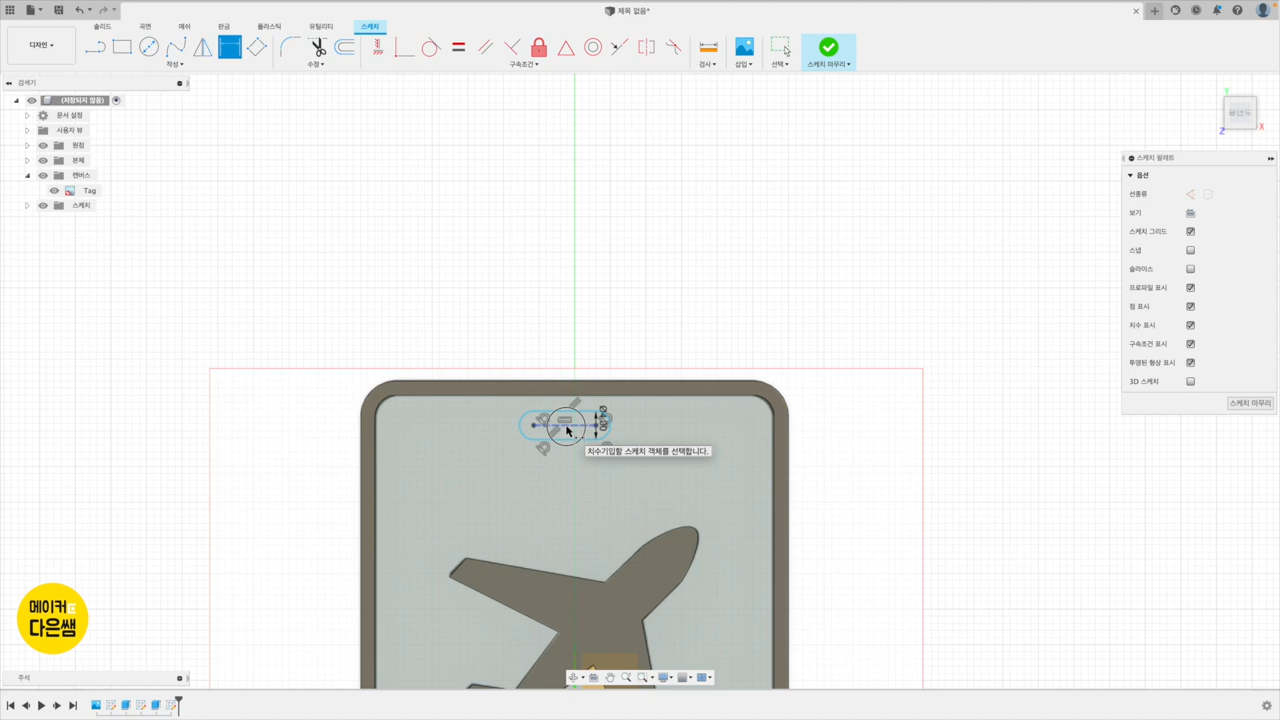 제목 없음*
디자인
솔리드 곡면 메쉬 판금 플라스틱 유틸리티 스케치
작성 수정 구속조건 검사 삽입 선택 스케치 마무리
검색기
(저장되지 않음)
문서 설정
사용자 뷰
원점
본체
캔버스
Tag
스케치
Y
X
Z
스케치 팔레트
옵션
선종류
보기
스케치 그리드
스냅
슬라이스
프로파일 표시
점 표시
치수 표시
구속조건 표시
투영된 형상 표시
3D 스케치
스케치 마무리
치수기입할 스케치 객체를 선택합니다.
메이커
다은쌤
주석